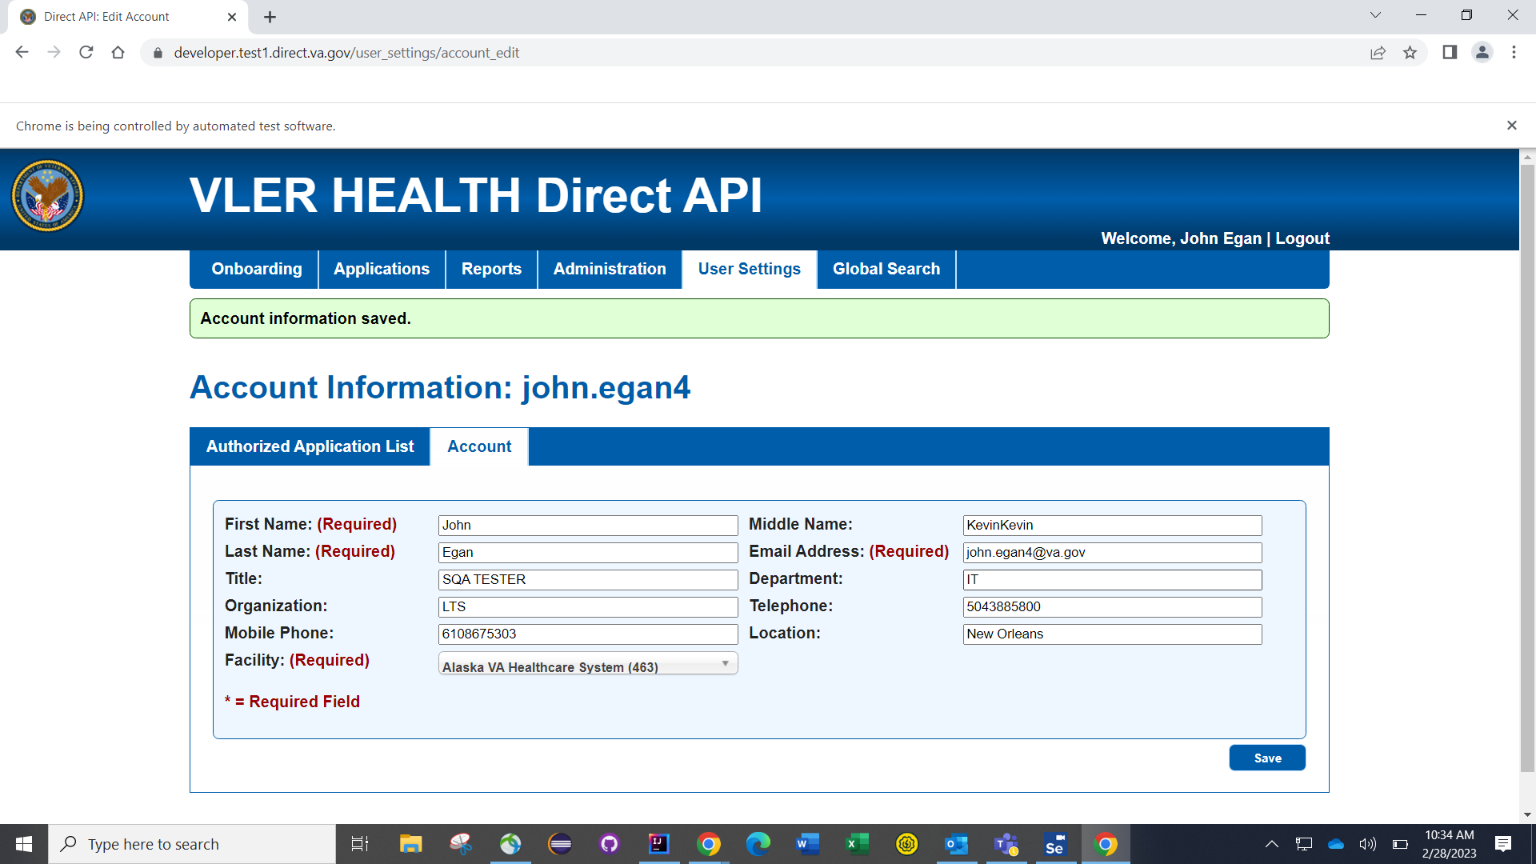 Direct API: Edit Account
developer.test1.direct.va.gov/user_settings/account_edit
Chrome is being controlled by automated test software.
VLER HEALTH Direct API
Welcome, John Egan | Logout
Onboarding Applications Reports Administration User Settings Global Search
Account information saved.
Account Information: john.egan4
Authorized Application List Account
First Name: (Required) John Middle Name: KevinKevin
Last Name: (Required) Egan Email Address: (Required) john.egan4@va.gov
Title: SQA TESTER Department: IT
Organization: LTS Telephone: 5043885800
Mobile Phone: 6108675303 Location: New Orleans
Facility: (Required) Alaska VA Healthcare System (463)
* = Required Field
Save
Type here to search
10:34 AM
2/28/2023